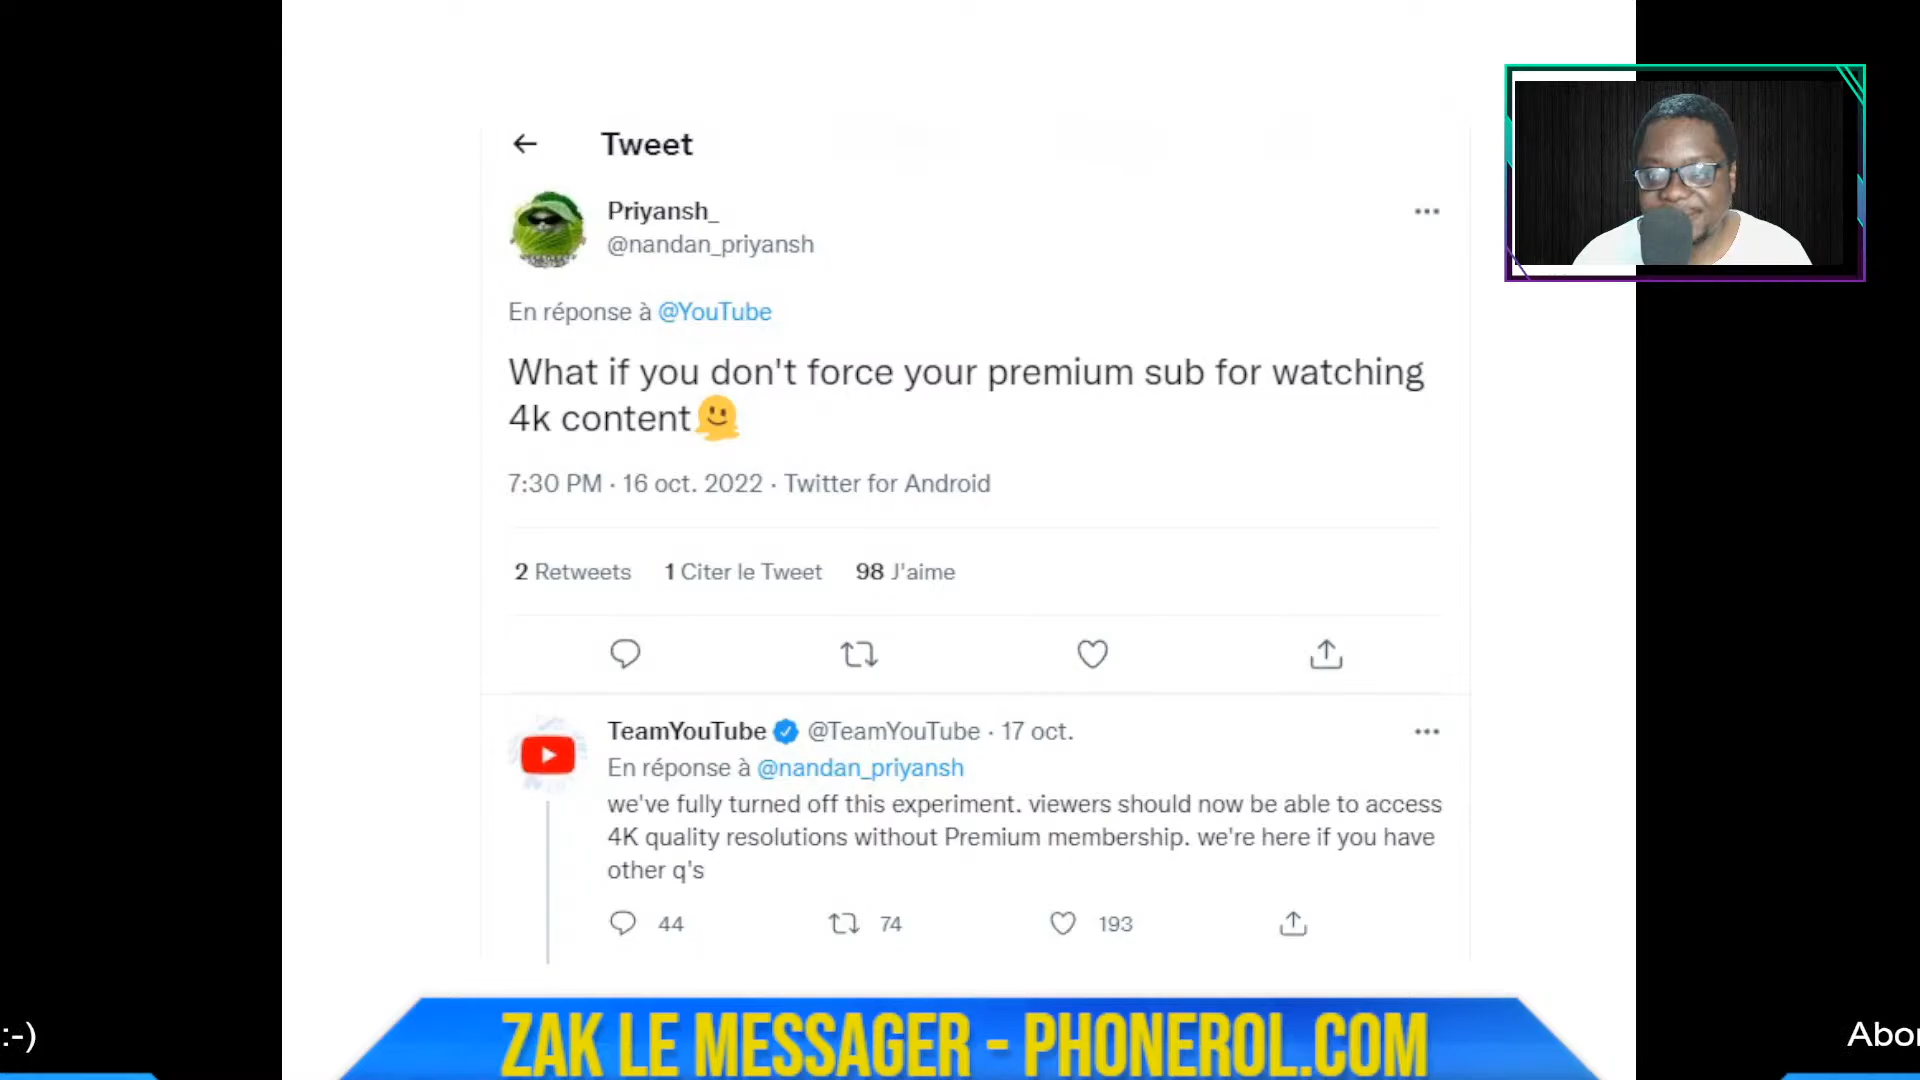 Tweet
Priyansh_
@nandan_priyansh
En réponse à @YouTube
What if you don't force your premium sub for watching
4k content🫠
7:30 PM · 16 oct. 2022 · Twitter for Android
2 Retweets 1 Citer le Tweet 98 J'aime
TeamYouTube @TeamYouTube · 17 oct.
En réponse à @nandan_priyansh
we've fully turned off this experiment. viewers should now be able to access
4K quality resolutions without Premium membership. we're here if you have
other q's
44 74 193
:-)
Abon
ZAK LE MESSAGER - PHONEROL.COM